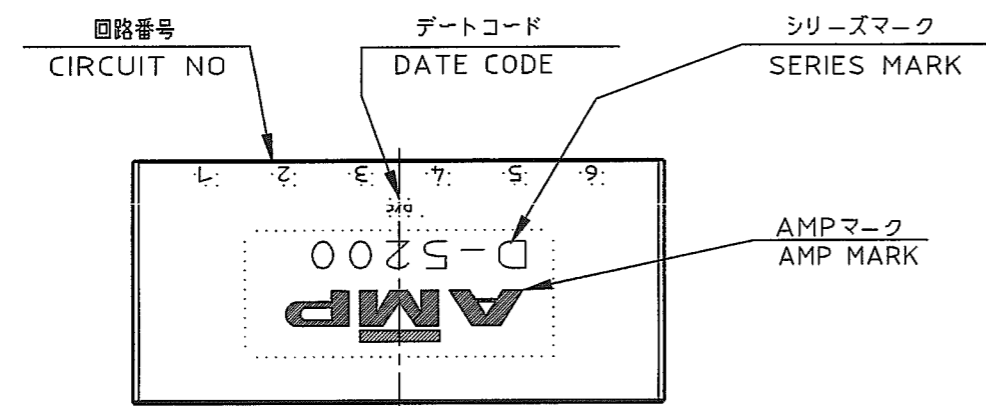 回路番号
CIRCUIT NO
デートコード
DATE CODE
シリーズマーク
SERIES MARK
1 2 3 4 5 6
D/C
D-5200
AMP
AMPマーク
AMP MARK